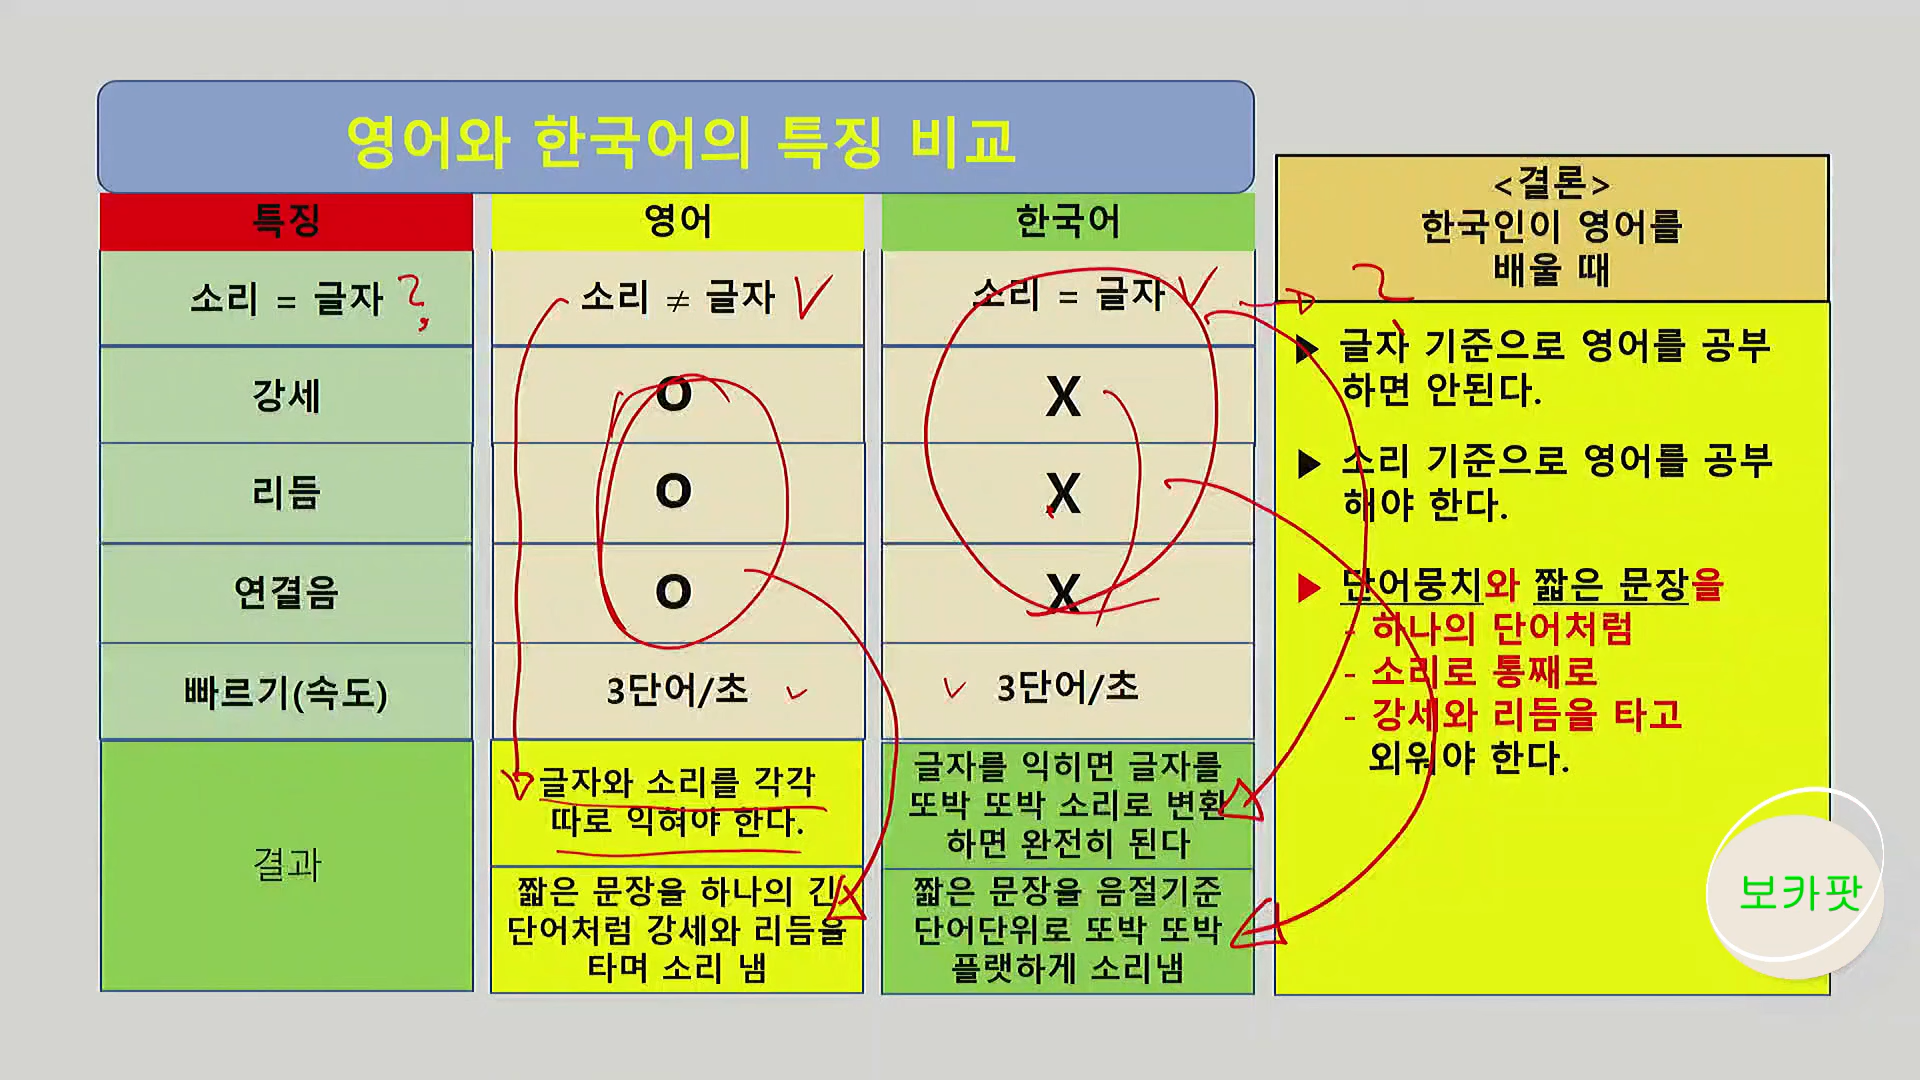 영어와 한국어의 특징 비교
특징
영어
한국어
소리 = 글자 ?
소리 ≠ 글자
소리 = 글자
강세
O
X
리듬
O
X
연결음
O
X
빠르기(속도)
3단어/초
3단어/초
결과
글자와 소리를 각각
따로 익혀야 한다.
글자를 익히면 글자를
또박 또박 소리로 변환
하면 완전히 된다
짧은 문장을 하나의 긴
단어처럼 강세와 리듬을
타며 소리 냄
짧은 문장을 음절기준
단어단위로 또박 또박
플랫하게 소리냄
<결론>
한국인이 영어를
배울 때
▶ 글자 기준으로 영어를 공부
하면 안된다.
▶ 소리 기준으로 영어를 공부
해야 한다.
▶ 단어뭉치와 짧은 문장을
- 하나의 단어처럼
- 소리로 통째로
- 강세와 리듬을 타고
외워야 한다.
보카팟